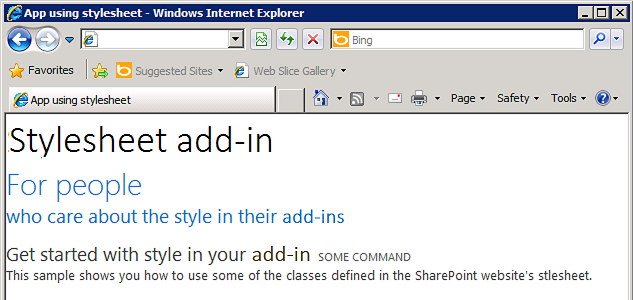 App using stylesheet - Windows Internet Explorer
Bing
Favorites Suggested Sites Web Slice Gallery
App using stylesheet Page Safety Tools
Stylesheet add-in
For people
who care about the style in their add-ins
Get started with style in your add-in SOME COMMAND
This sample shows you how to use some of the classes defined in the SharePoint website's stlesheet.